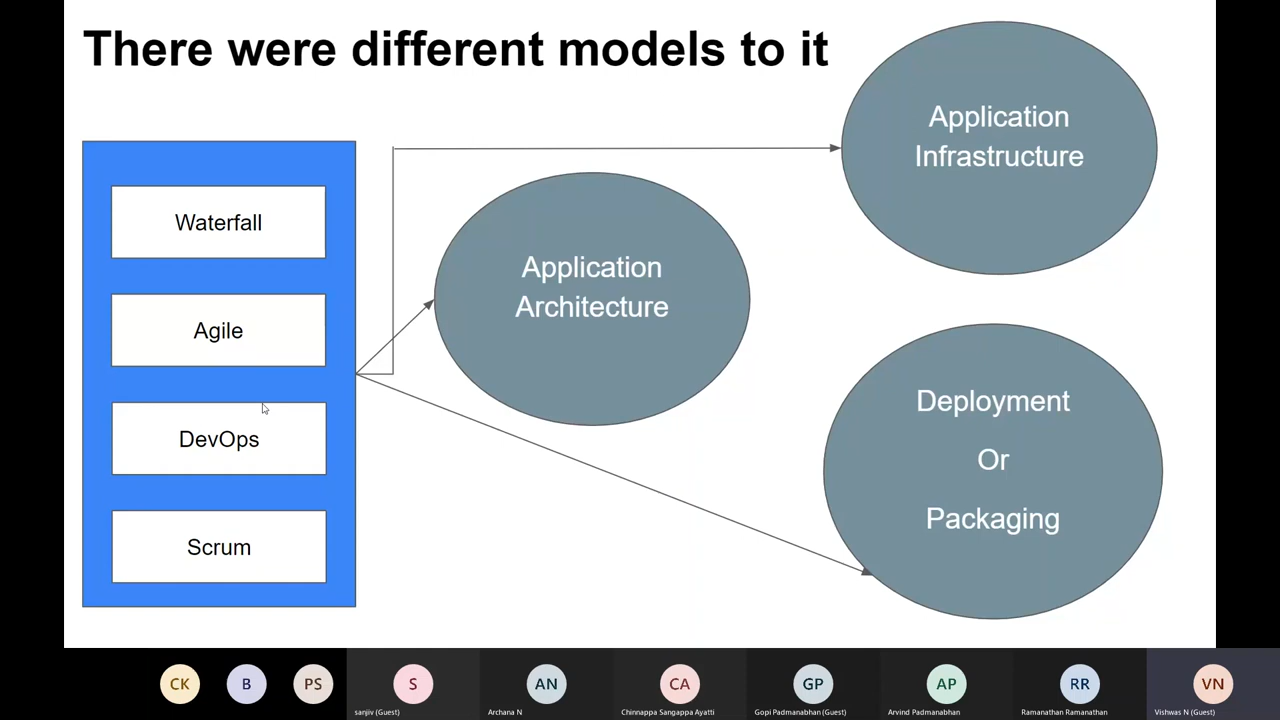 There were different models to it
Waterfall
Agile
DevOps
Scrum
Application
Architecture
Application
Infrastructure
Deployment
Or
Packaging
CK
B
PS
S
sanjiv (Guest)
AN
Archana N
CA
Chinnappa Sangappa Ayatti
GP
Gopi Padmanabhan (Guest)
AP
Arvind Padmanabhan
RR
Ramanathan Ramanathan
VN
Vishwas N (Guest)